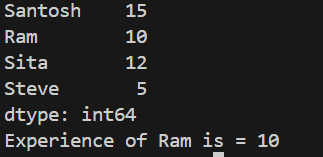 Santosh    15
Ram        10
Sita       12
Steve       5
dtype: int64
Experience of Ram is = 10